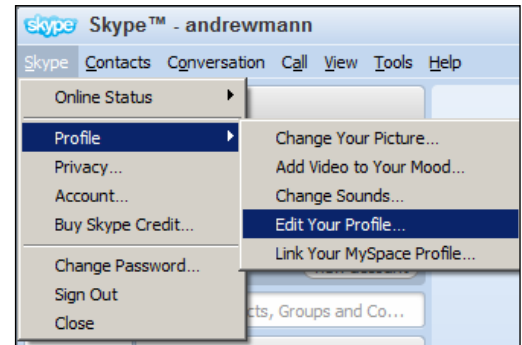 skype Skype™ - andrewmann
Skype Contacts Conversation Call View Tools Help
Online Status
Profile
Privacy...
Account...
Buy Skype Credit...
Change Password...
Sign Out
Close
Change Your Picture...
Add Video to Your Mood...
Change Sounds...
Edit Your Profile...
Link Your MySpace Profile...
Groups and Co...